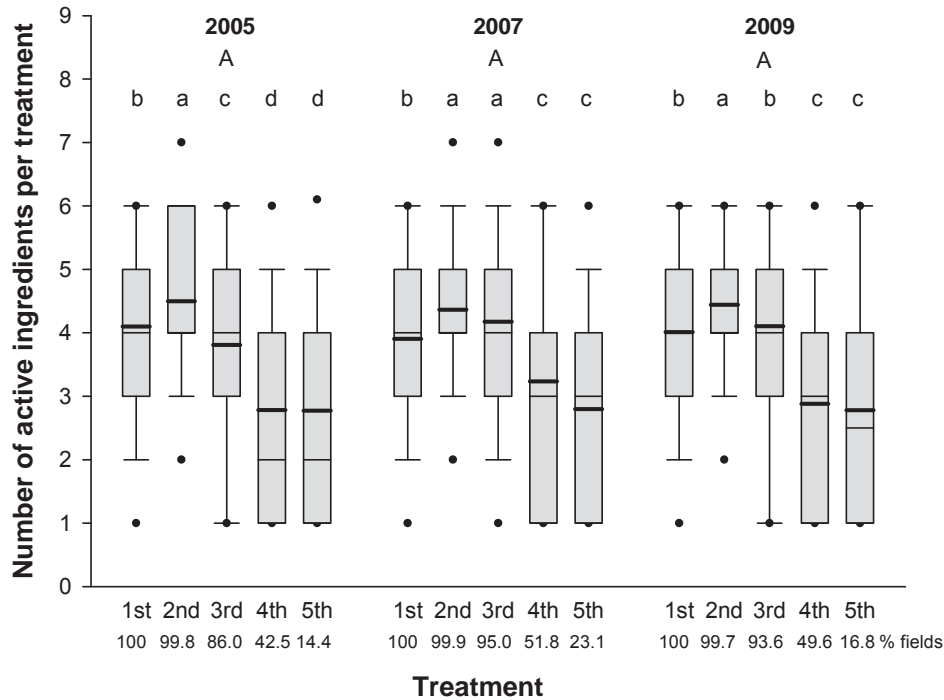 Number of active ingredients per treatment
9
8
7
6
5
4
3
2
1
0
2005 2007 2009
A A A
b a c d d b a a c c b a b c c
1st 2nd 3rd 4th 5th 1st 2nd 3rd 4th 5th 1st 2nd 3rd 4th 5th
100 99.8 86.0 42.5 14.4 100 99.9 95.0 51.8 23.1 100 99.7 93.6 49.6 16.8 % fields
Treatment